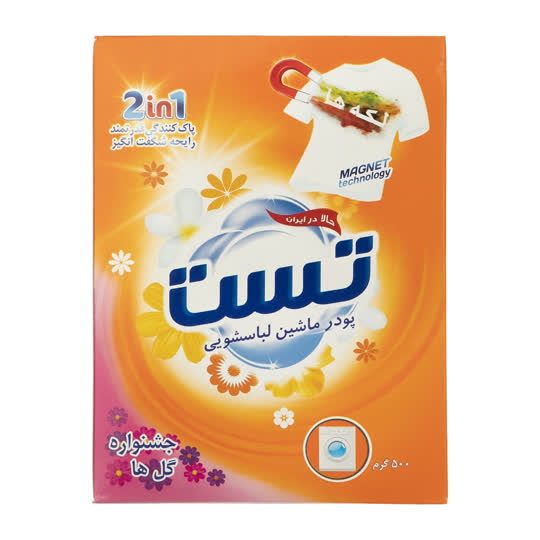 2in1
پاک کنندگی قدرتمند
رایحه شگفت انگیز
لکه ها
MAGNET
technology
حالا در ایران
تست
پودر ماشین لباسشویی
جشنواره
گل ها
۵۰۰ گرم